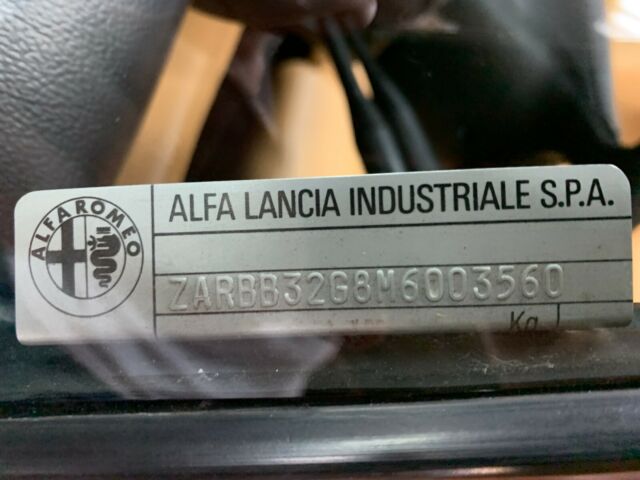 ALFA LANCIA INDUSTRIALE S.P.A.
ALFA ROMEO
ZARBB32G8M6003560
Kg